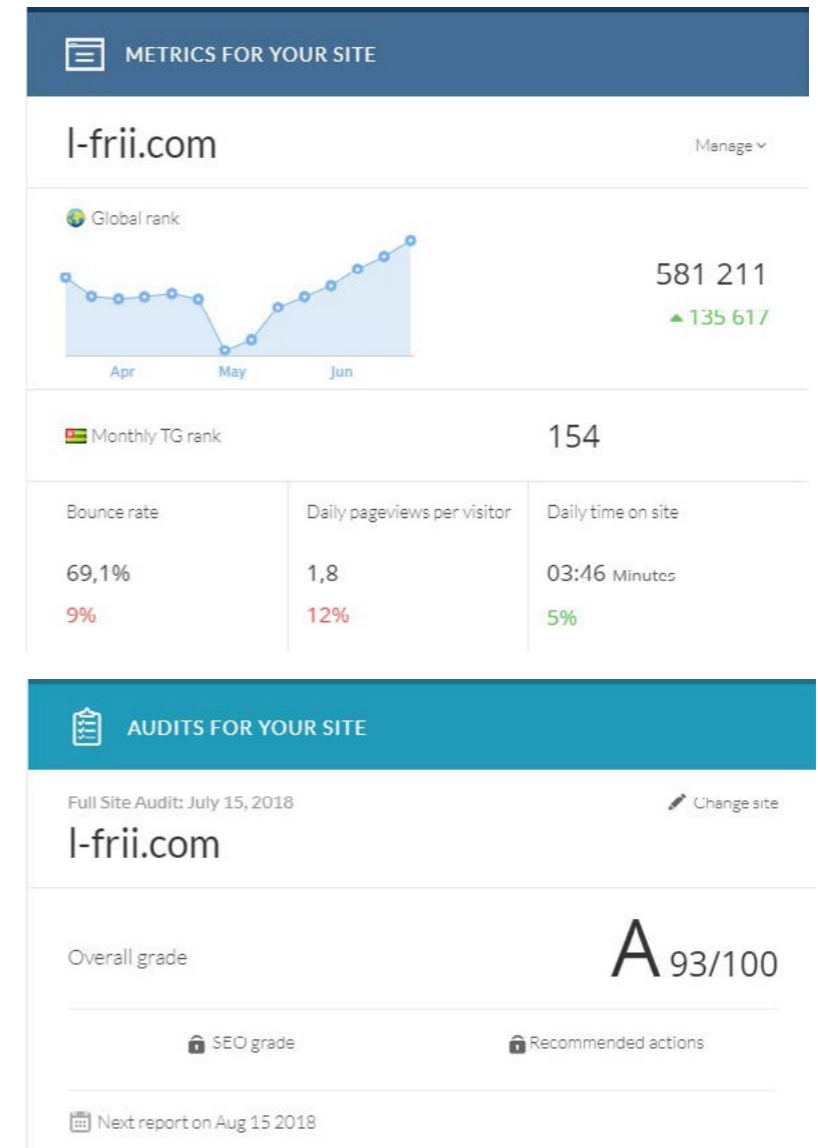 METRICS FOR YOUR SITE
l-frii.com
Manage
Global rank
581 211
135 617
Apr May Jun
Monthly TG rank 154
Bounce rate Daily pageviews per visitor Daily time on site
69,1% 1,8 03:46 Minutes
9% 12% 5%
AUDITS FOR YOUR SITE
Full Site Audit: July 15, 2018
Change site
l-frii.com
Overall grade A 93/100
SEO grade Recommended actions
Next report on Aug 15 2018